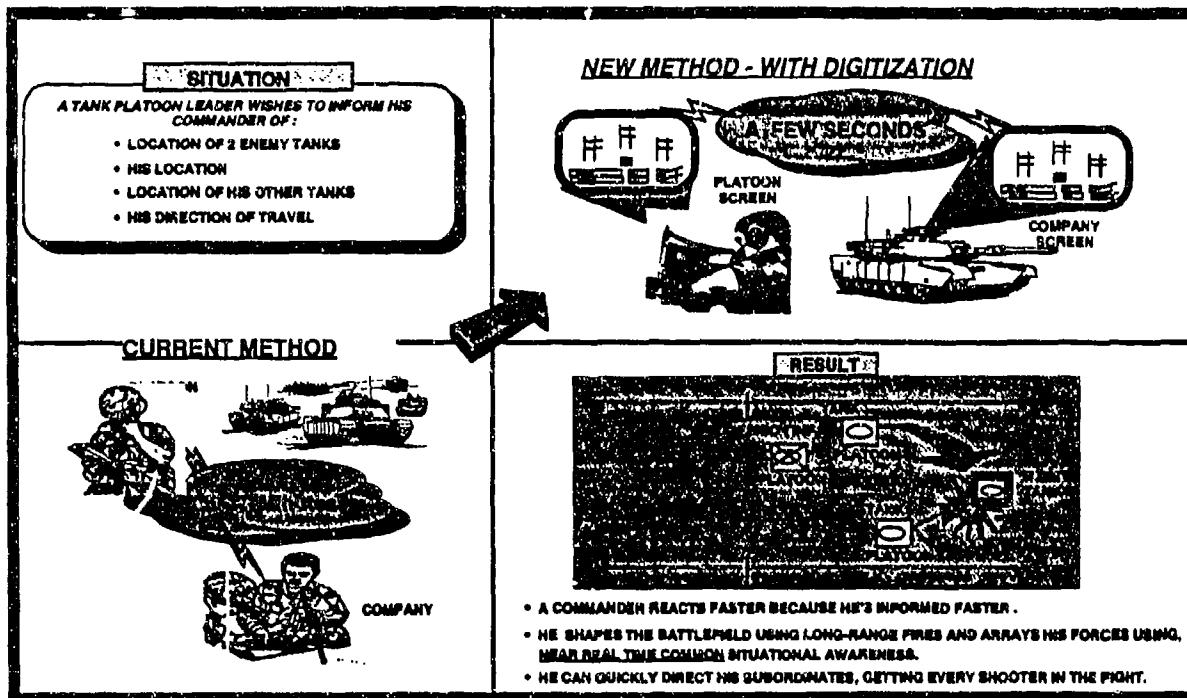 SITUATION
A TANK PLATOON LEADER WISHES TO INFORM HIS
COMMANDER OF :
• LOCATION OF 2 ENEMY TANKS
• HIS LOCATION
• LOCATION OF HIS OTHER TANKS
• HIS DIRECTION OF TRAVEL
NEW METHOD - WITH DIGITIZATION
A FEW SECONDS
PLATOON
SCREEN
COMPANY
SCREEN
CURRENT METHOD
COMPANY
RESULT
TANK
PLATOON
TANK
• A COMMANDER REACTS FASTER BECAUSE HE'S INFORMED FASTER .
• HE SHAPES THE BATTLEFIELD USING LONG-RANGE FIRES AND ARRAYS HIS FORCES USING,
NEAR REAL TIME COMMON SITUATIONAL AWARENESS.
• HE CAN QUICKLY DIRECT HIS SUBORDINATES, GETTING EVERY SHOOTER IN THE FIGHT.